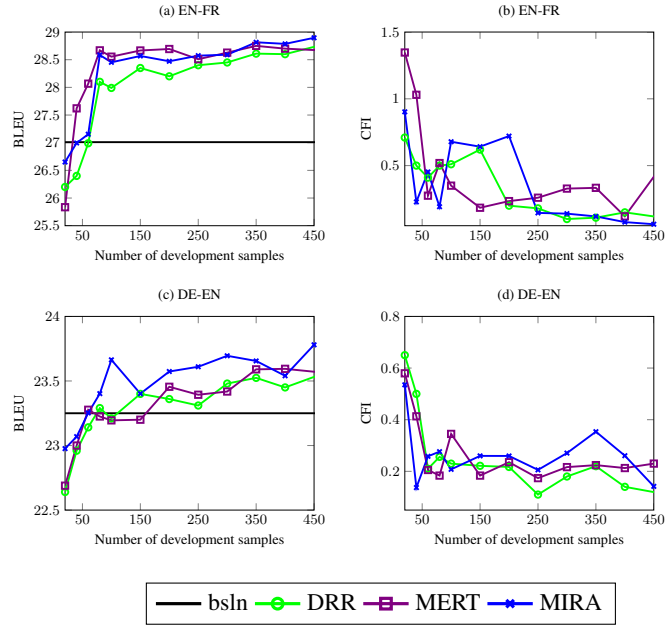 (a) EN-FR
29
28.5
28
27.5
27
26.5
26
25.5
BLEU
50 150 250 350 450
Number of development samples
(b) EN-FR
1.5
1
0.5
CFI
50 150 250 350 450
Number of development samples
(c) DE-EN
24
23.5
23
22.5
BLEU
50 150 250 350 450
Number of development samples
(d) DE-EN
0.8
0.6
0.4
0.2
CFI
50 150 250 350 450
Number of development samples
bsln DRR MERT MIRA